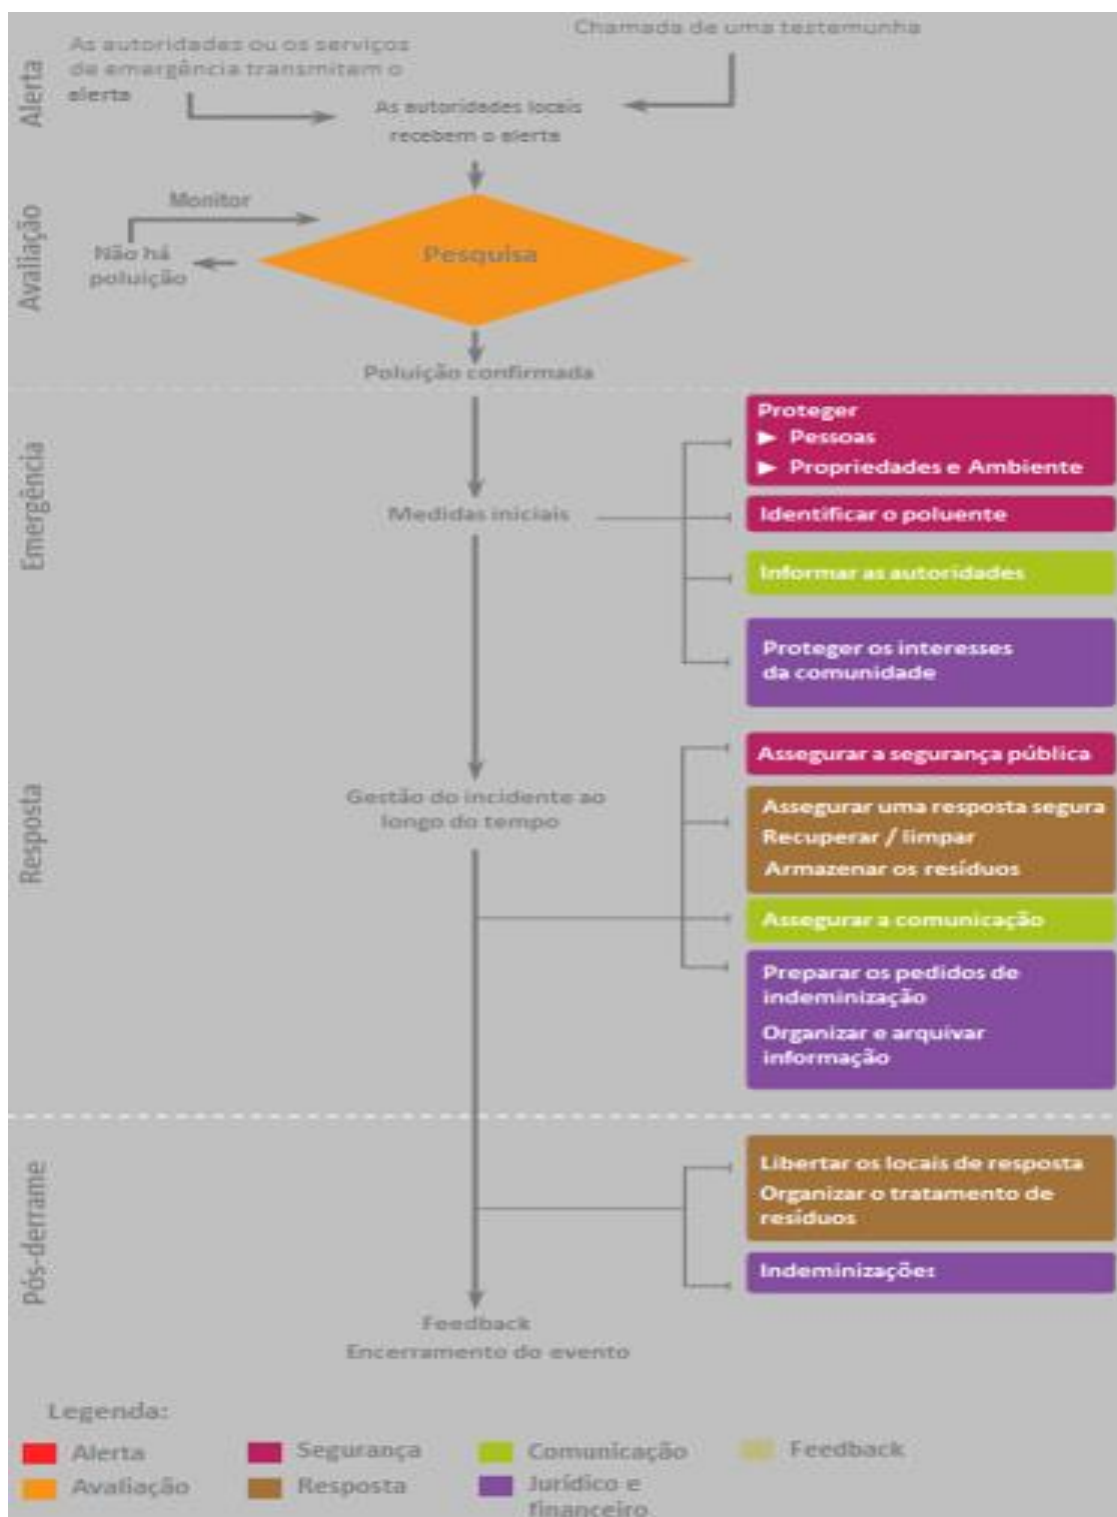 Alerta
As autoridades ou os serviços
de emergência transmitem o
alerta
Chamada de uma testemunha
As autoridades locais
recebem o alerta
Avaliação
Monitor
Não há
poluição
Pesquisa
Poluição confirmada
Emergência
Medidas iniciais
Proteger
► Pessoas
► Propriedades e Ambiente
Identificar o poluente
Informar as autoridades
Proteger os interesses
da comunidade
Resposta
Gestão do incidente ao
longo do tempo
Assegurar a segurança pública
Assegurar uma resposta segura
Recuperar / limpar
Armazenar os resíduos
Assegurar a comunicação
Preparar os pedidos de
indeminização
Organizar e arquivar
informação
Pós-derrame
Libertar os locais de resposta
Organizar o tratamento de
resíduos
Indeminizações
Feedback
Encerramento do evento
Legenda:
Alerta
Segurança
Comunicação
Feedback
Avaliação
Resposta
Jurídico e
financeiro